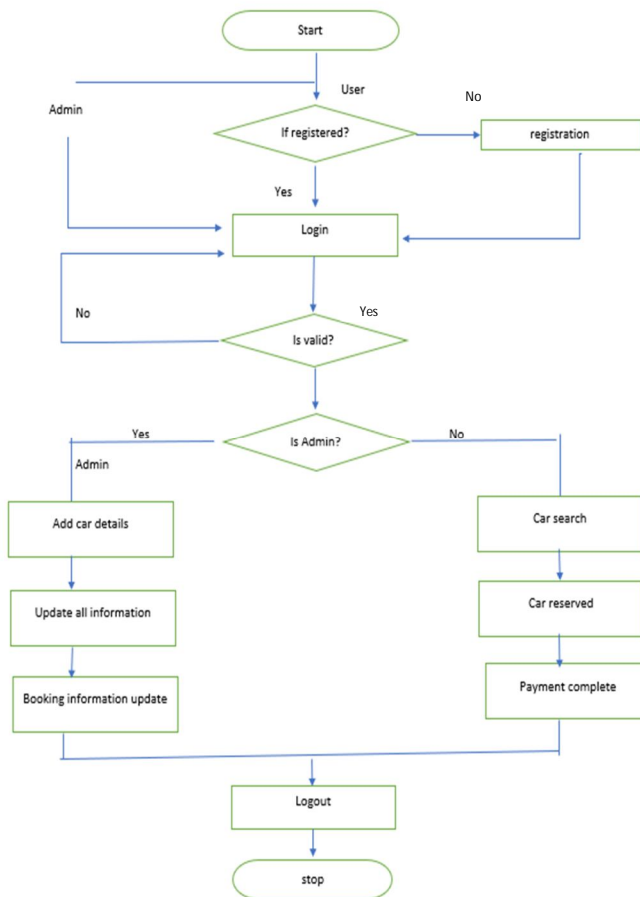 Start
User
Admin
No
If registered?
registration
Yes
Login
No
Yes
Is valid?
Yes
Is Admin?
No
Admin
Add car details
Car search
Update all information
Car reserved
Booking information update
Payment complete
Logout
stop